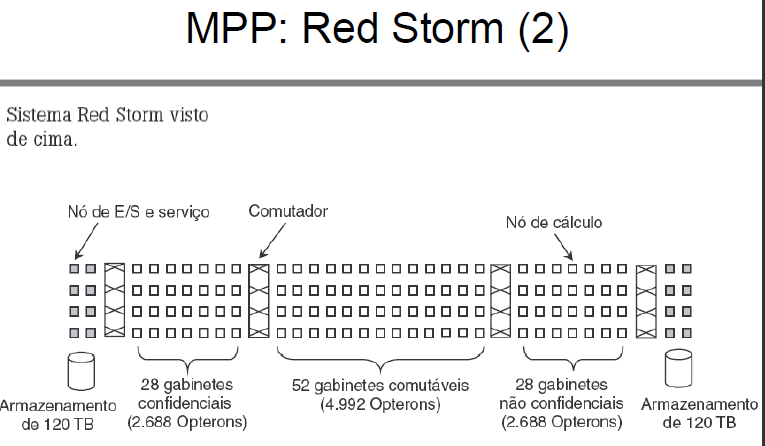 MPP: Red Storm (2)
Sistema Red Storm visto
de cima.
Nó de E/S e serviço
Comutador
Nó de cálculo
Armazenamento
de 120 TB
28 gabinetes
confidenciais
(2.688 Opterons)
52 gabinetes comutáveis
(4.992 Opterons)
28 gabinetes
não confidenciais
(2.688 Opterons)
Armazenamento
de 120 TB